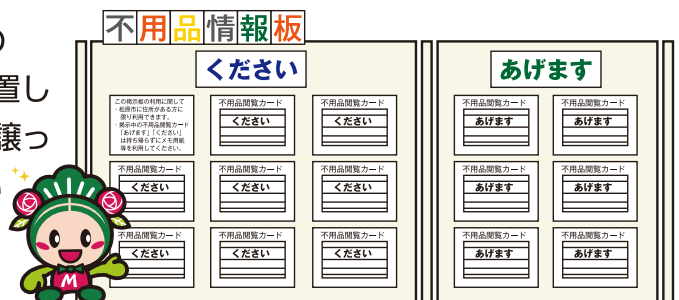 の
置し
譲っ
不用品情報板
ください
あげます
この掲示板の利用に関して
・松原市に住所がある方に
限り利用できます。
・掲示中の不用品閲覧カード
「あげます」「ください」
は持ち帰らずにメモ用紙
等を利用してください。
不用品閲覧カード
ください
不用品閲覧カード
ください
不用品閲覧カード
あげます
不用品閲覧カード
あげます
不用品閲覧カード
ください
不用品閲覧カード
ください
不用品閲覧カード
ください
不用品閲覧カード
あげます
不用品閲覧カード
あげます
不用品閲覧カード
ください
不用品閲覧カード
ください
不用品閲覧カード
ください
不用品閲覧カード
あげます
不用品閲覧カード
あげます
M